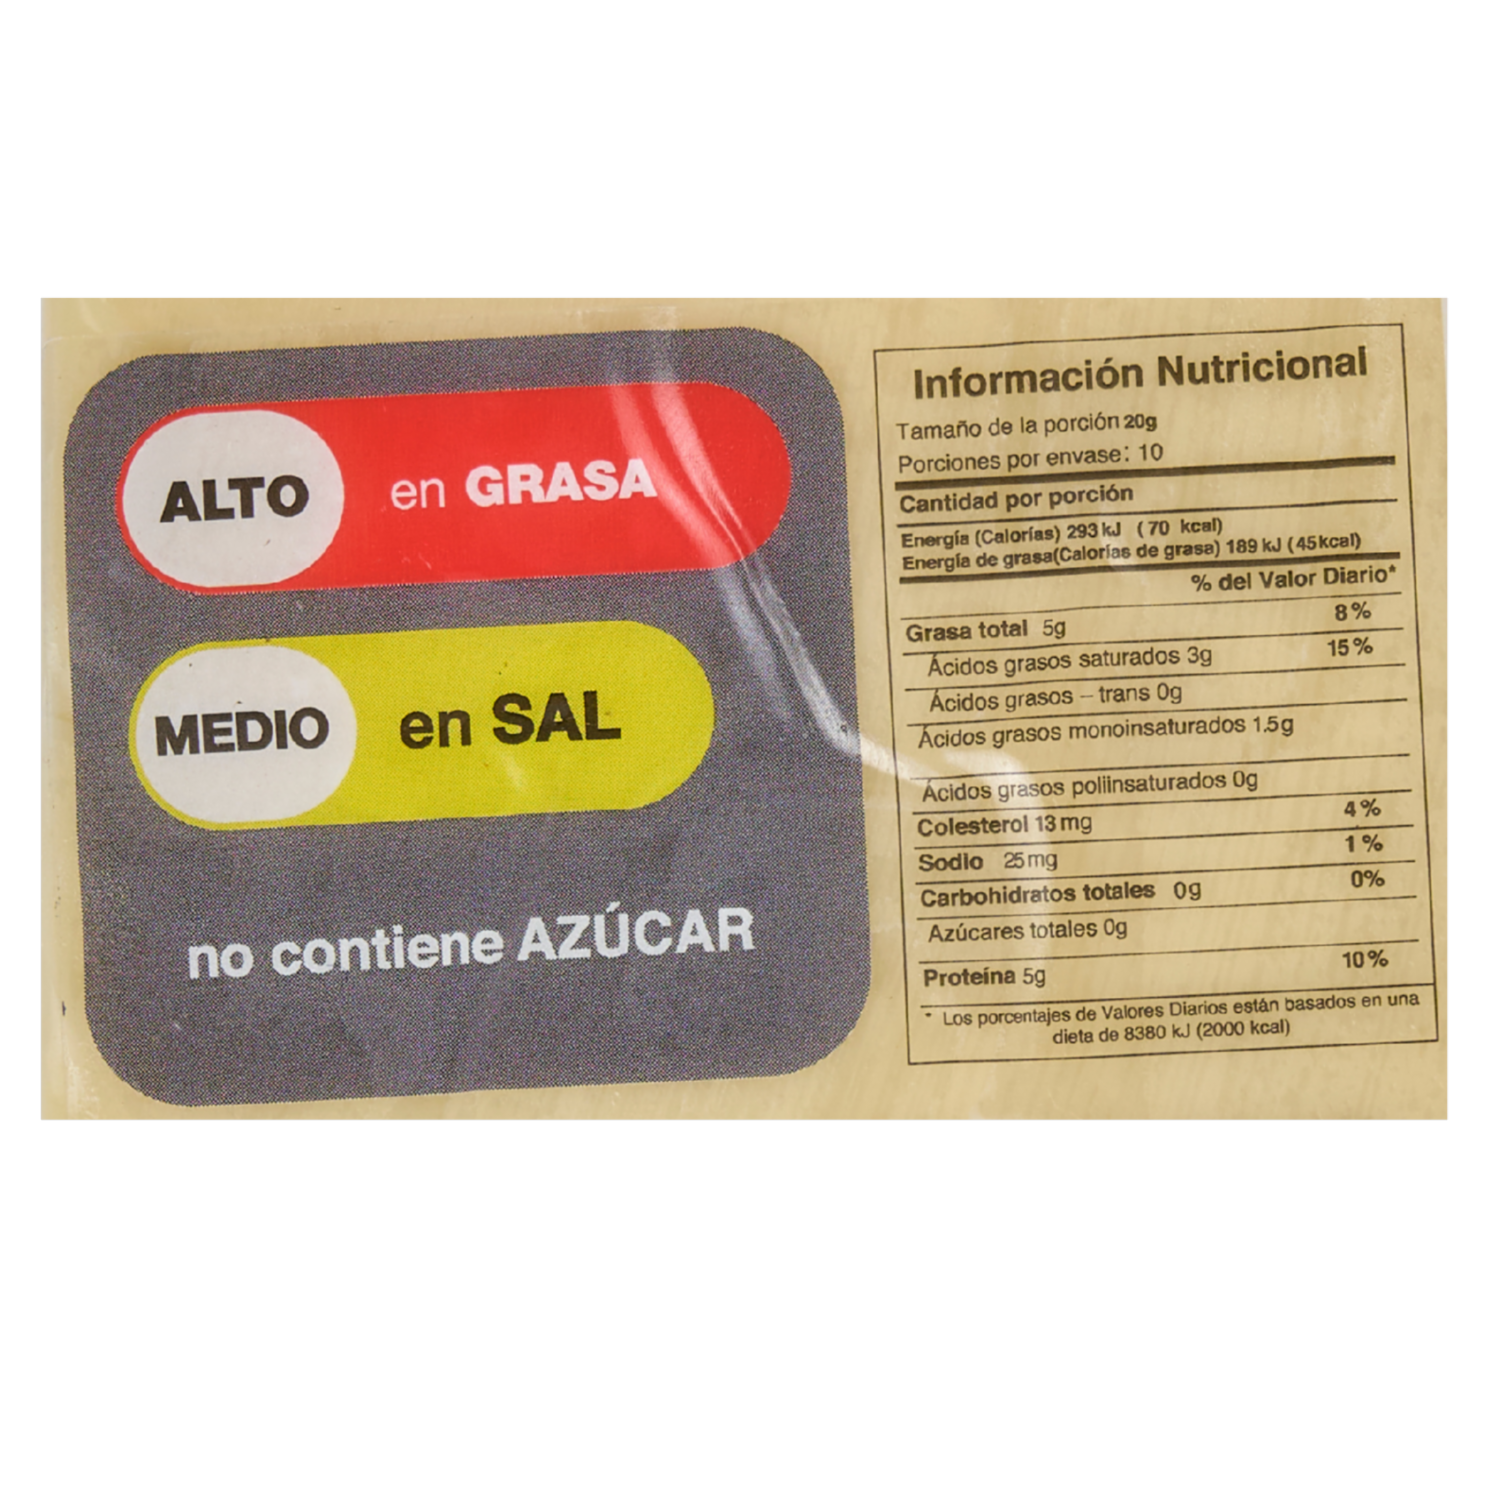 ALTO en GRASA
MEDIO en SAL
no contiene AZÚCAR
Información Nutricional
Tamaño de la porción 20g
Porciones por envase: 10
Cantidad por porción
Energía (Calorías) 293 kJ (70 kcal)
Energía de grasa(Calorías de grasa) 189 kJ (45kcal)
% del Valor Diario*
Grasa total 5g 8%
Ácidos grasos saturados 3g 15%
Ácidos grasos – trans 0g
Ácidos grasos monoinsaturados 1.5g
Ácidos grasos poliinsaturados 0g
Colesterol 13 mg 4%
Sodio 25mg 1%
Carbohidratos totales 0g 0%
Azúcares totales 0g
Proteína 5g 10%
* Los porcentajes de Valores Diarios están basados en una
dieta de 8380 kJ (2000 kcal)